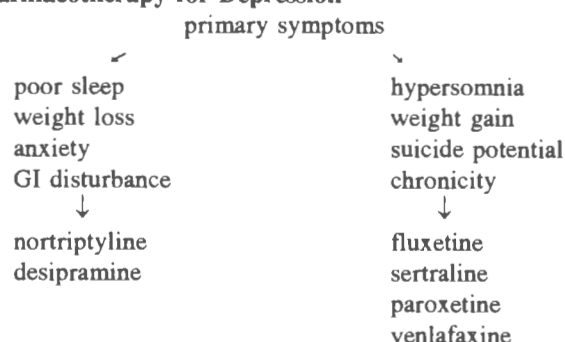 primary symptoms
poor sleep
weight loss
anxiety
GI disturbance
nortriptyline
desipramine
hypersomnia
weight gain
suicide potential
chronicity
fluxetine
sertraline
paroxetine
venlafaxine